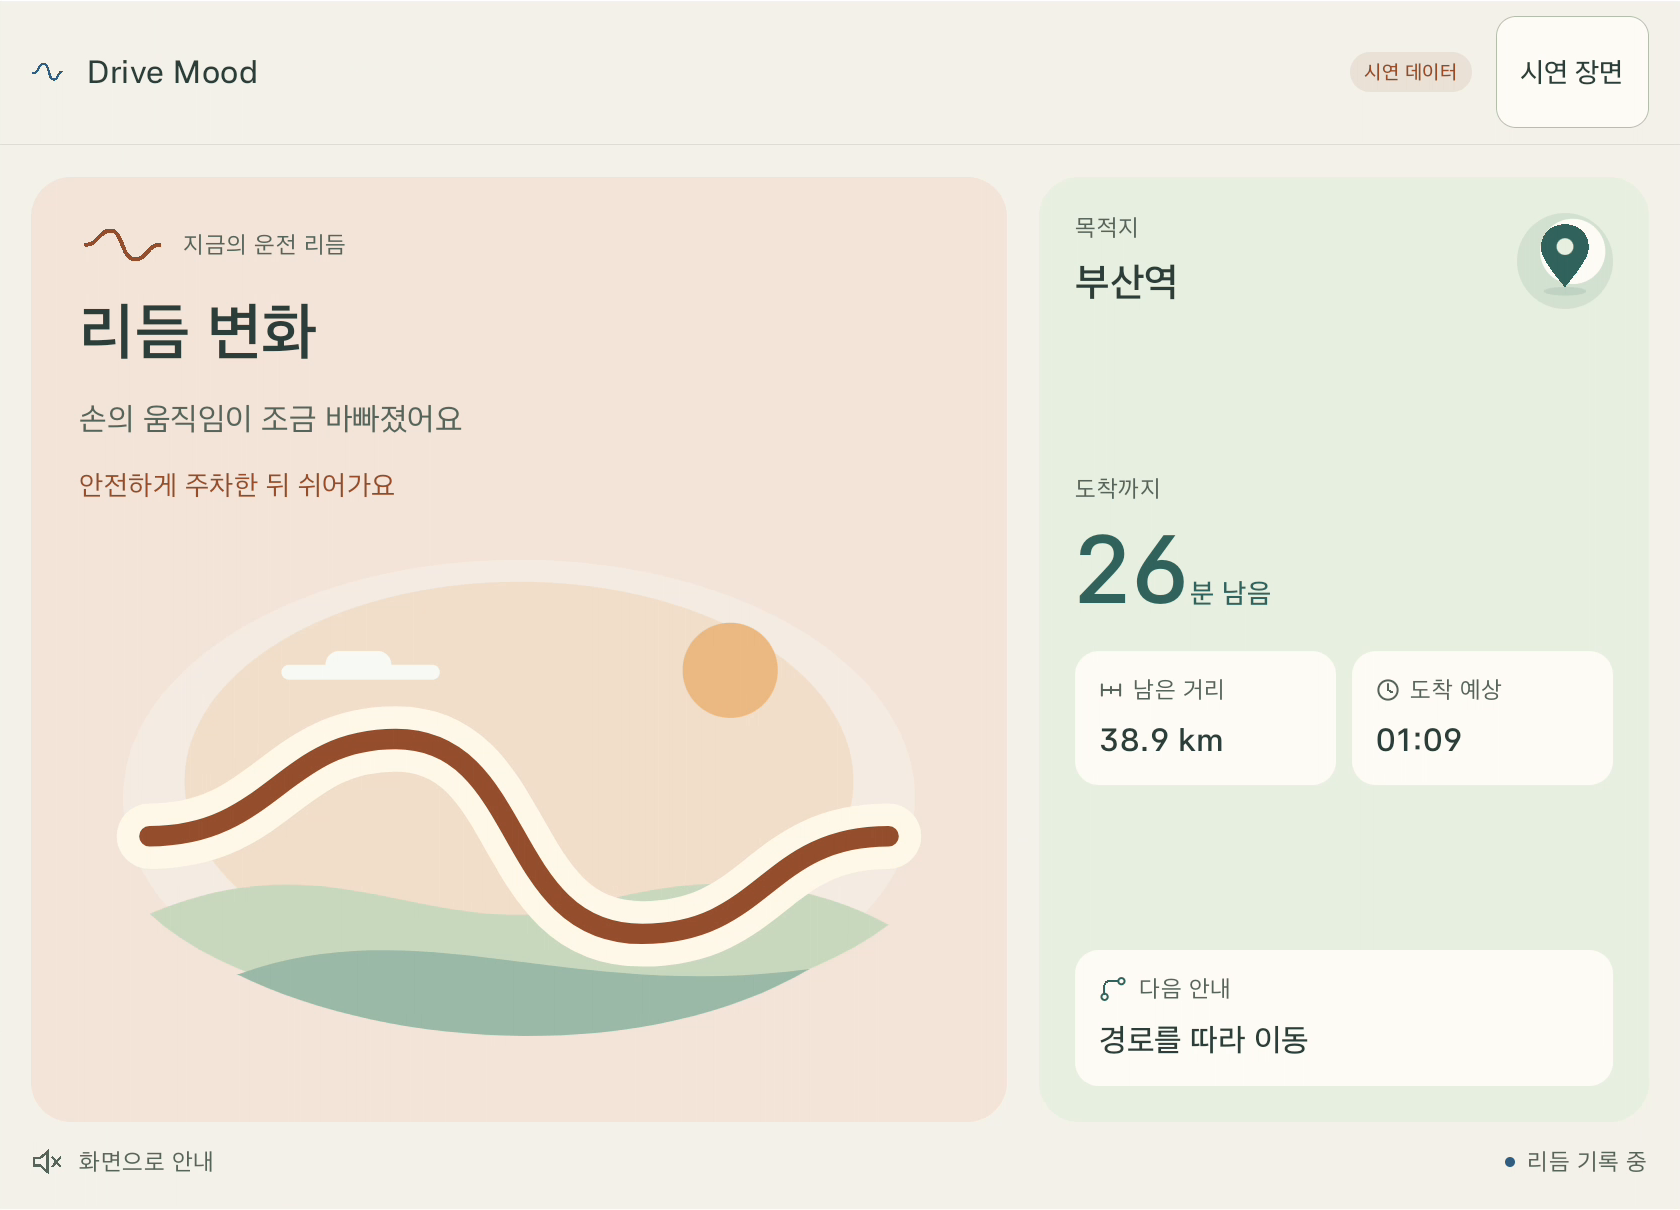 Drive Mood
시연 데이터
시연 장면
지금의 운전 리듬
리듬 변화
손의 움직임이 조금 바빠졌어요
안전하게 주차한 뒤 쉬어가요
목적지
부산역
도착까지
26분 남음
남은 거리
38.9 km
도착 예상
01:09
다음 안내
경로를 따라 이동
화면으로 안내
리듬 기록 중